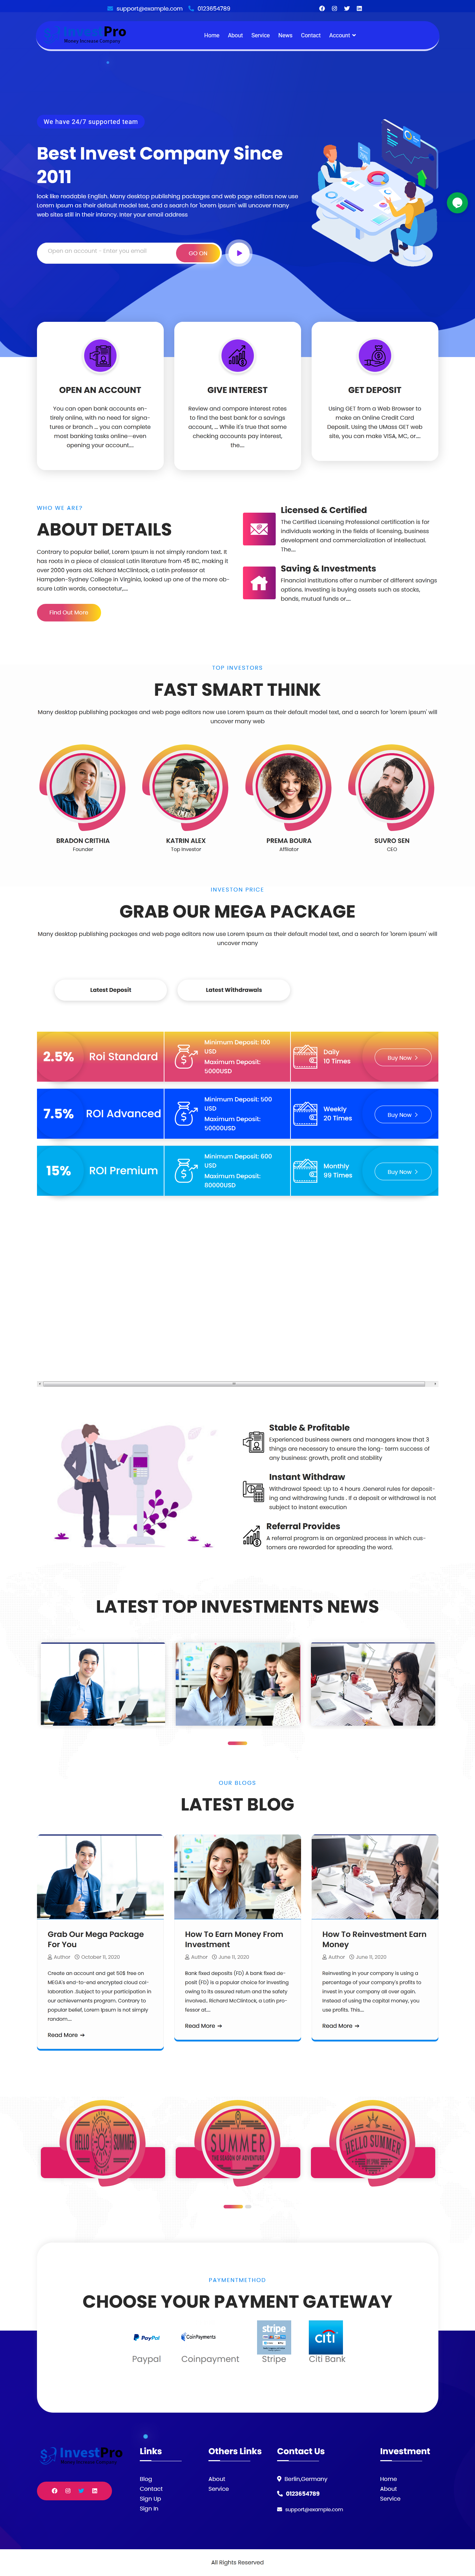 support@example.com 0123654789
InvestPro
Money Increase Company
Home About Service News Contact Account
We have 24/7 supported team
Best Invest Company Since
2011
look like readable English. Many desktop publishing packages and web page editors now use
Lorem Ipsum as their default model text, and a search for 'lorem ipsum' will uncover many
web sites still in their infancy. Inter your email address
Open an account - Enter you email
GO ON
OPEN AN ACCOUNT
You can open bank accounts en-
tirely online, with no need for signa-
tures or branch ... you can complete
most banking tasks online—even
opening your account....
GIVE INTEREST
Review and compare interest rates
to find the best bank for a savings
account, ... While it's true that some
checking accounts pay interest,
the....
GET DEPOSIT
Using GET from a Web Browser to
make an Online Credit Card
Deposit. Using the UMass GET web
site, you can make VISA, MC, or....
WHO WE ARE?
ABOUT DETAILS
Contrary to popular belief, Lorem Ipsum is not simply random text. It
has roots in a piece of classical Latin literature from 45 BC, making it
over 2000 years old. Richard McClintock, a Latin professor at
Hampden-Sydney College in Virginia, looked up one of the more ob-
scure Latin words, consectetur,....
Find Out More
Licensed & Certified
The Certified Licensing Professional certification is for
individuals working in the fields of licensing, business
development and commercialization of intellectual.
The....
Saving & Investments
Financial institutions offer a number of different savings
options. Investing is buying assets such as stocks,
bonds, mutual funds or....
TOP INVESTORS
FAST SMART THINK
Many desktop publishing packages and web page editors now use Lorem Ipsum as their default model text, and a search for 'lorem ipsum' will
uncover many web
BRADON CRITHIA
Founder
KATRIN ALEX
Top Investor
PREMA BOURA
Affiliator
SUVRO SEN
CEO
INVESTON PRICE
GRAB OUR MEGA PACKAGE
Many desktop publishing packages and web page editors now use Lorem Ipsum as their default model text, and a search for 'lorem ipsum' will
uncover many
Latest Deposit
Latest Withdrawals
2.5%
Roi Standard
Minimum Deposit: 100
USD
Maximum Deposit:
5000USD
Daily
10 Times
Buy Now
7.5%
ROI Advanced
Minimum Deposit: 500
USD
Maximum Deposit:
50000USD
Weekly
20 Times
Buy Now
15%
ROI Premium
Minimum Deposit: 600
USD
Maximum Deposit:
80000USD
Monthly
99 Times
Buy Now
Stable & Profitable
Experienced business owners and managers know that 3
things are necessary to ensure the long- term success of
any business: growth, profit and stability
Instant Withdraw
Withdrawal Speed: Up to 4 hours .General rules for deposit-
ing and withdrawing funds . If a deposit or withdrawal is not
subject to instant execution
Referral Provides
A referral program is an organized process in which cus-
tomers are rewarded for spreading the word.
LATEST TOP INVESTMENTS NEWS
OUR BLOGS
LATEST BLOG
Grab Our Mega Package
For You
Author October 11, 2020
Create an account and get 50$ free on
MEGA's end-to-end encrypted cloud col-
laboration .Subject to your participation in
our achievements program. Contrary to
popular belief, Lorem Ipsum is not simply
random....
Read More
How To Earn Money From
Investment
Author June 11, 2020
Bank fixed deposits (FD) A bank fixed de-
posit (FD) is a popular choice for investing
owing to its assured return and the safety
involved.. Richard McClintock, a Latin pro-
fessor at....
Read More
How To Reinvestment Earn
Money
Author June 11, 2020
Reinvesting in your company is using a
percentage of your company's profits to
invest in your company all over again.
Instead of using the capital money, you
use profits. This....
Read More
HELLO SUMMER
SUMMER
THE SEASON OF ADVENTURE
HELLO SUMMER
PAYMENTMETHOD
CHOOSE YOUR PAYMENT GATEWAY
PayPal
CoinPayments
stripe
citi
Paypal
Coinpayment
Stripe
Citi Bank
InvestPro
Links
Blog
Contact
Sign Up
Sign In
Others Links
About
Service
Contact Us
Berlin,Germany
0123654789
support@example.com
Investment
Home
About
Service
All Rights Reserved